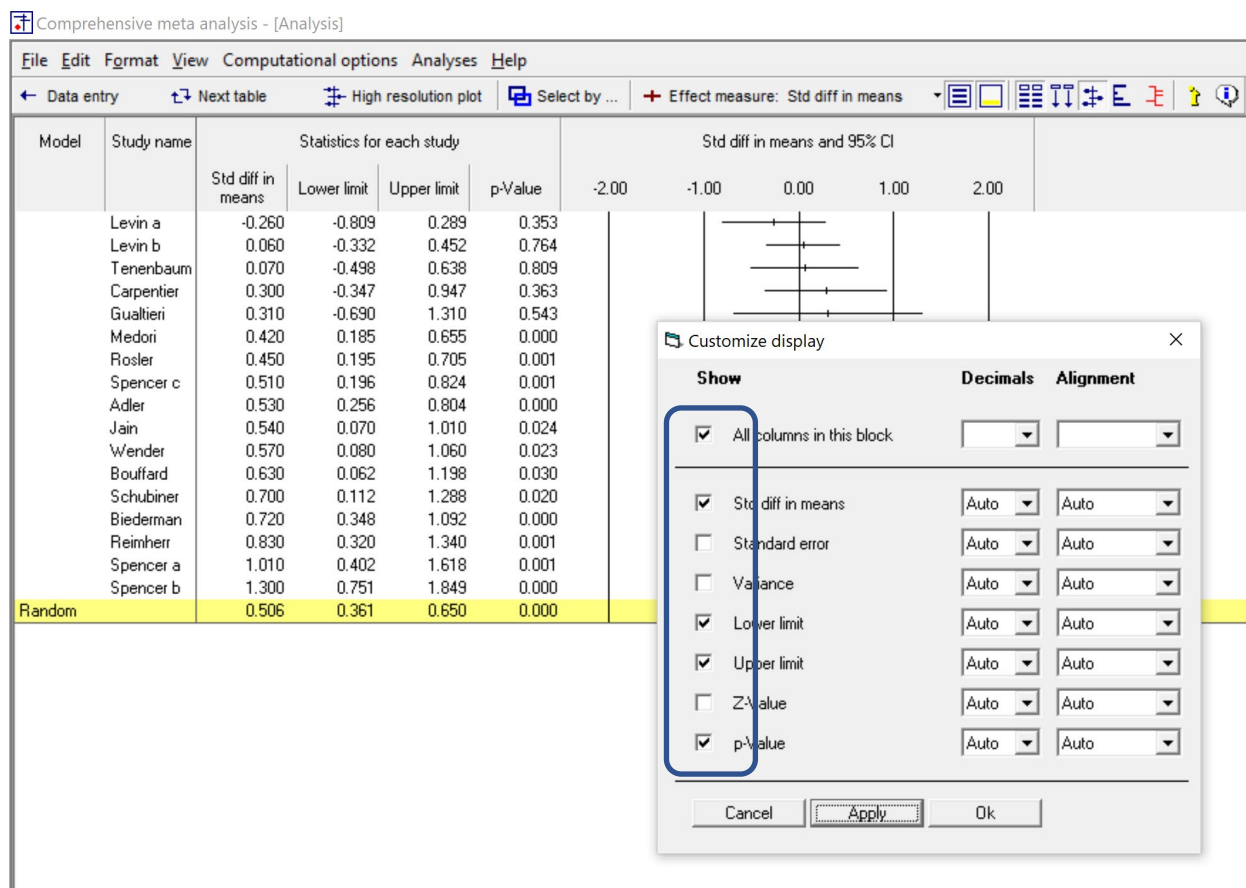 Comprehensive meta analysis - [Analysis]
File Edit Format View Computational options Analyses Help
Data entry Next table High resolution plot Select by ... Effect measure: Std diff in means
Model Study name Statistics for each study Std diff in means and 95% CI
Std diff in means Lower limit Upper limit p-Value -2.00 -1.00 0.00 1.00 2.00
Levin a -0.260 -0.809 0.289 0.353
Levin b 0.060 -0.332 0.452 0.764
Tenenbaum 0.070 -0.498 0.638 0.809
Carpentier 0.300 -0.347 0.947 0.363
Gualtieri 0.310 -0.690 1.310 0.543
Medori 0.420 0.185 0.655 0.000
Rosler 0.450 0.195 0.705 0.001
Spencer c 0.510 0.196 0.824 0.001
Adler 0.530 0.256 0.804 0.000
Jain 0.540 0.070 1.010 0.024
Wender 0.570 0.080 1.060 0.023
Bouffard 0.630 0.062 1.198 0.030
Schubiner 0.700 0.112 1.288 0.020
Biederman 0.720 0.348 1.092 0.000
Reimherr 0.830 0.320 1.340 0.001
Spencer a 1.010 0.402 1.618 0.001
Spencer b 1.300 0.751 1.849 0.000
Random 0.506 0.361 0.650 0.000
Customize display
Show Decimals Alignment
All columns in this block
Std diff in means Auto Auto
Standard error Auto Auto
Variance Auto Auto
Lower limit Auto Auto
Upper limit Auto Auto
Z-Value Auto Auto
p-Value Auto Auto
Cancel Apply Ok